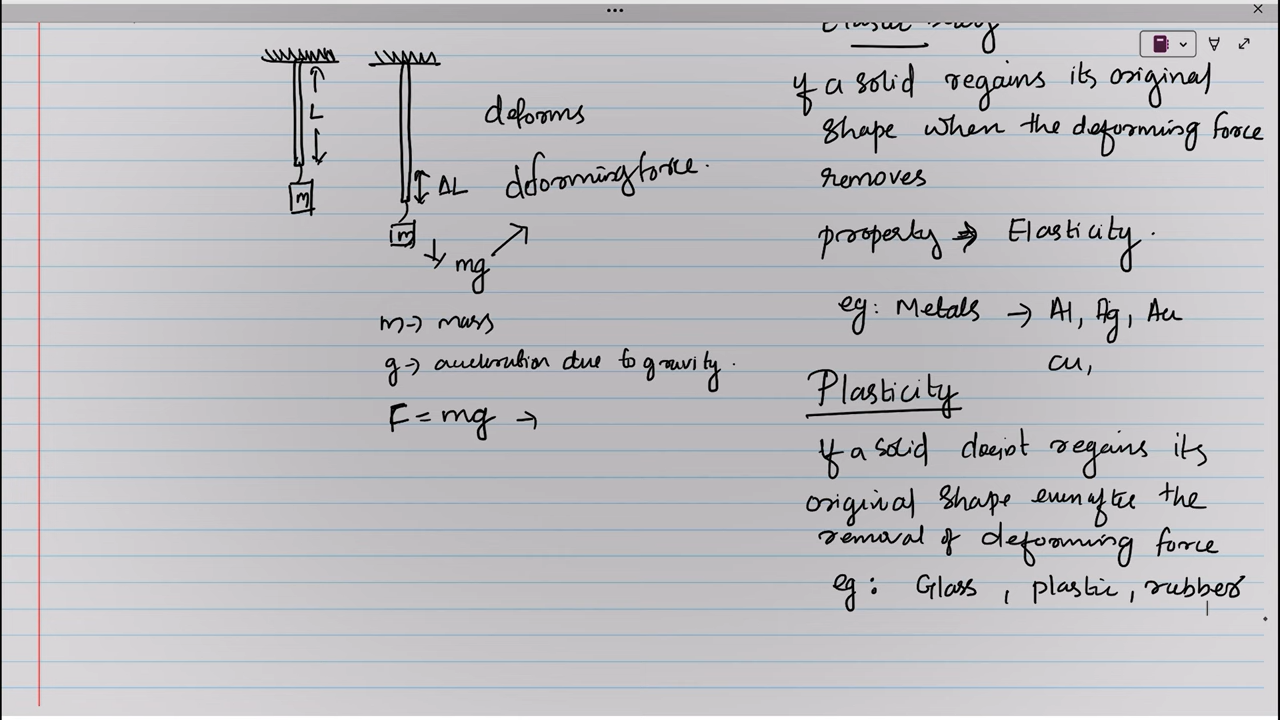 L
m
ΔL
m
mg
deforms
deforming force.
m → mass
g → acceleration due to gravity.
F = mg →
If a solid regains its original
shape when the deforming force
removes
property → Elasticity.
eg: Metals → Al, Ag, Au
Cu,
Plasticity
If a solid doesn't regains its
original shape even after the
removal of deforming force
eg: Glass, plastic, rubber